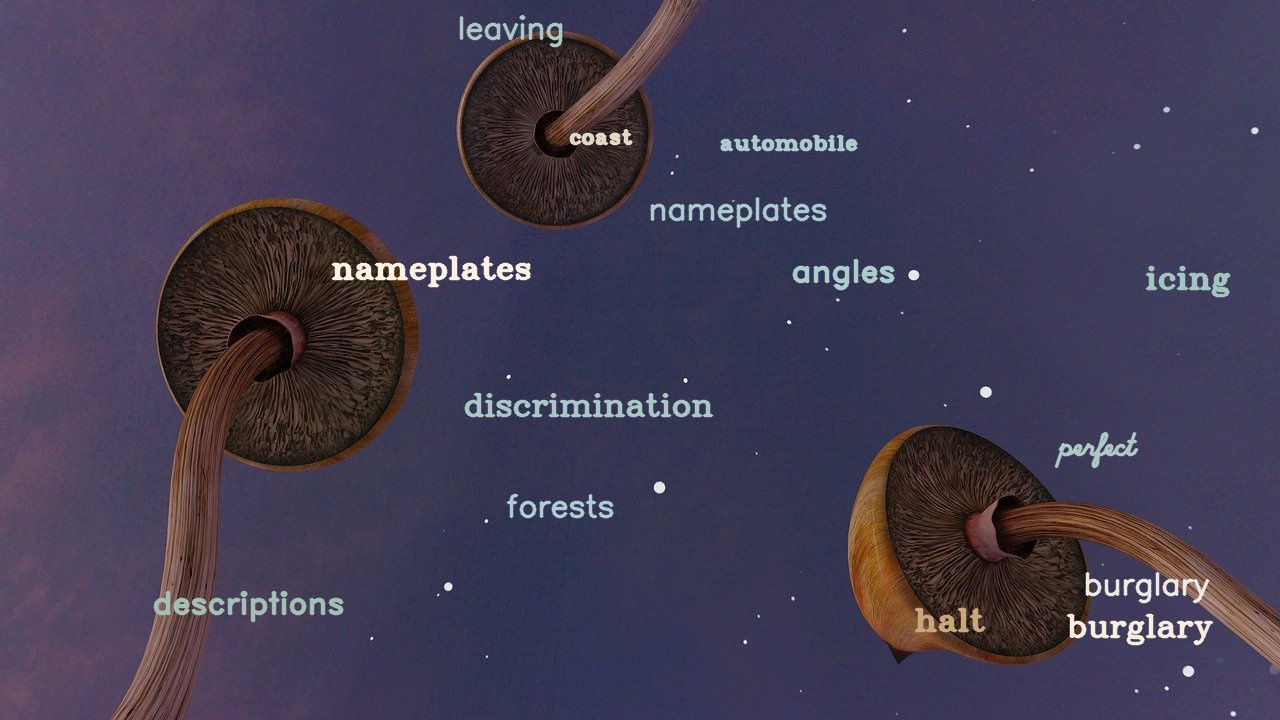 leaving
coast
automobile
nameplates
nameplates
angles
icing
discrimination
perfect
forests
burglary
descriptions
halt
burglary